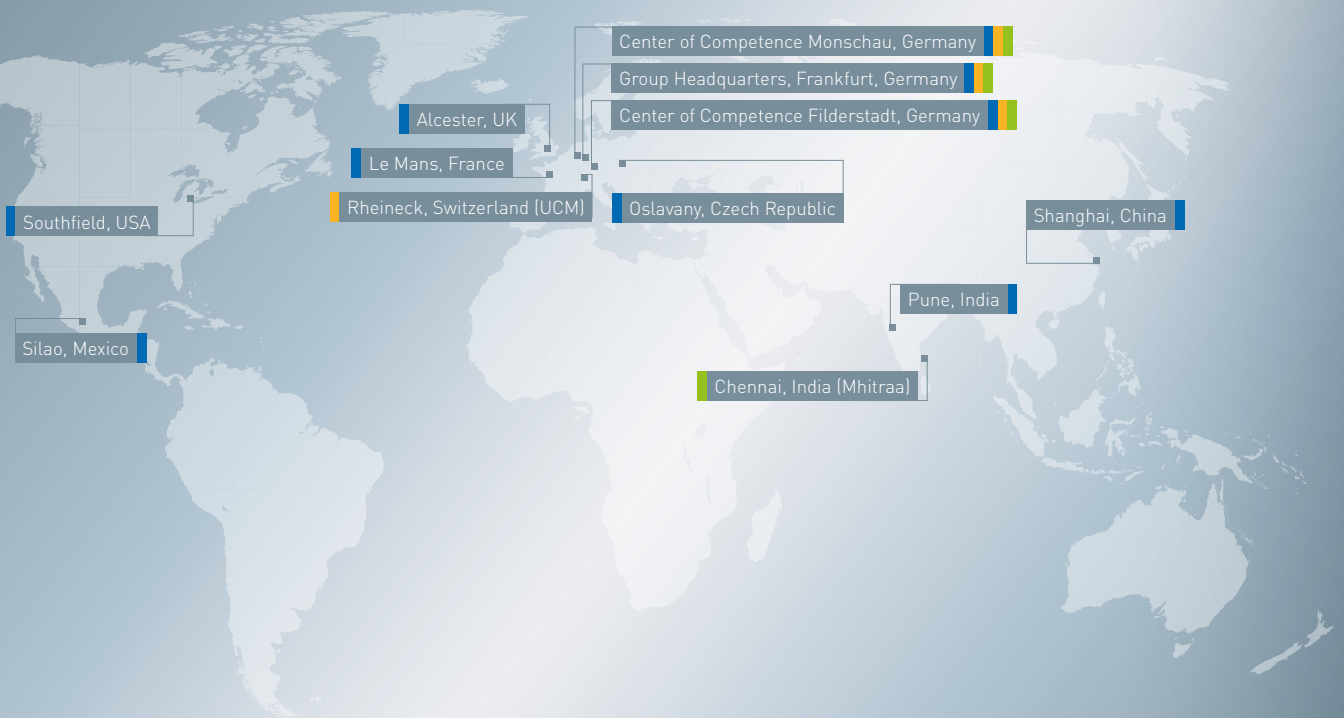 Center of Competence Monschau, Germany
Group Headquarters, Frankfurt, Germany
Center of Competence Filderstadt, Germany
Alcester, UK
Le Mans, France
Rheineck, Switzerland (UCM)
Oslavany, Czech Republic
Southfield, USA
Shanghai, China
Pune, India
Silao, Mexico
Chennai, India (Mhitraa)